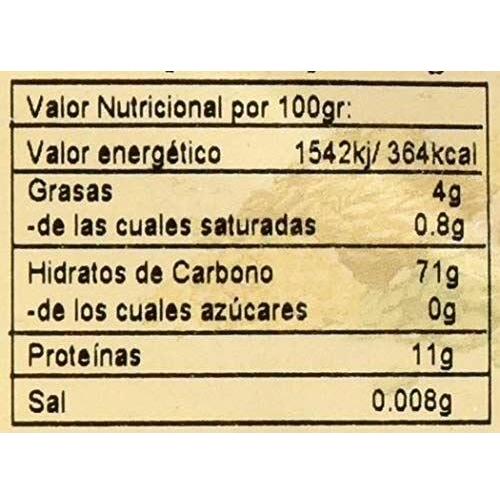 Valor Nutricional por 100gr:
Valor energético 1542kj/ 364kcal
Grasas 4g
-de las cuales saturadas 0.8g
Hidratos de Carbono 71g
-de los cuales azúcares 0g
Proteínas 11g
Sal 0.008g